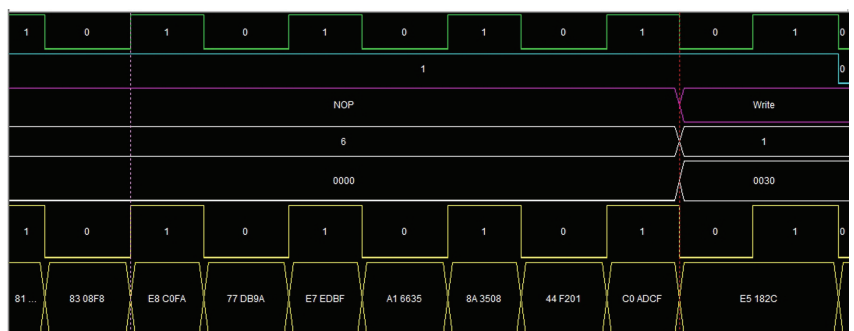 1 0 1 0 1 0 1 0 1 0 1 0
1 0
NOP Write
6 1
0000 0030
1 0 1 0 1 0 1 0 1 0 1 0
81 ... 83 08F8 E8 C0FA 77 DB9A E7 EDBF A1 6635 8A 3508 44 F201 C0 ADCF E5 182C